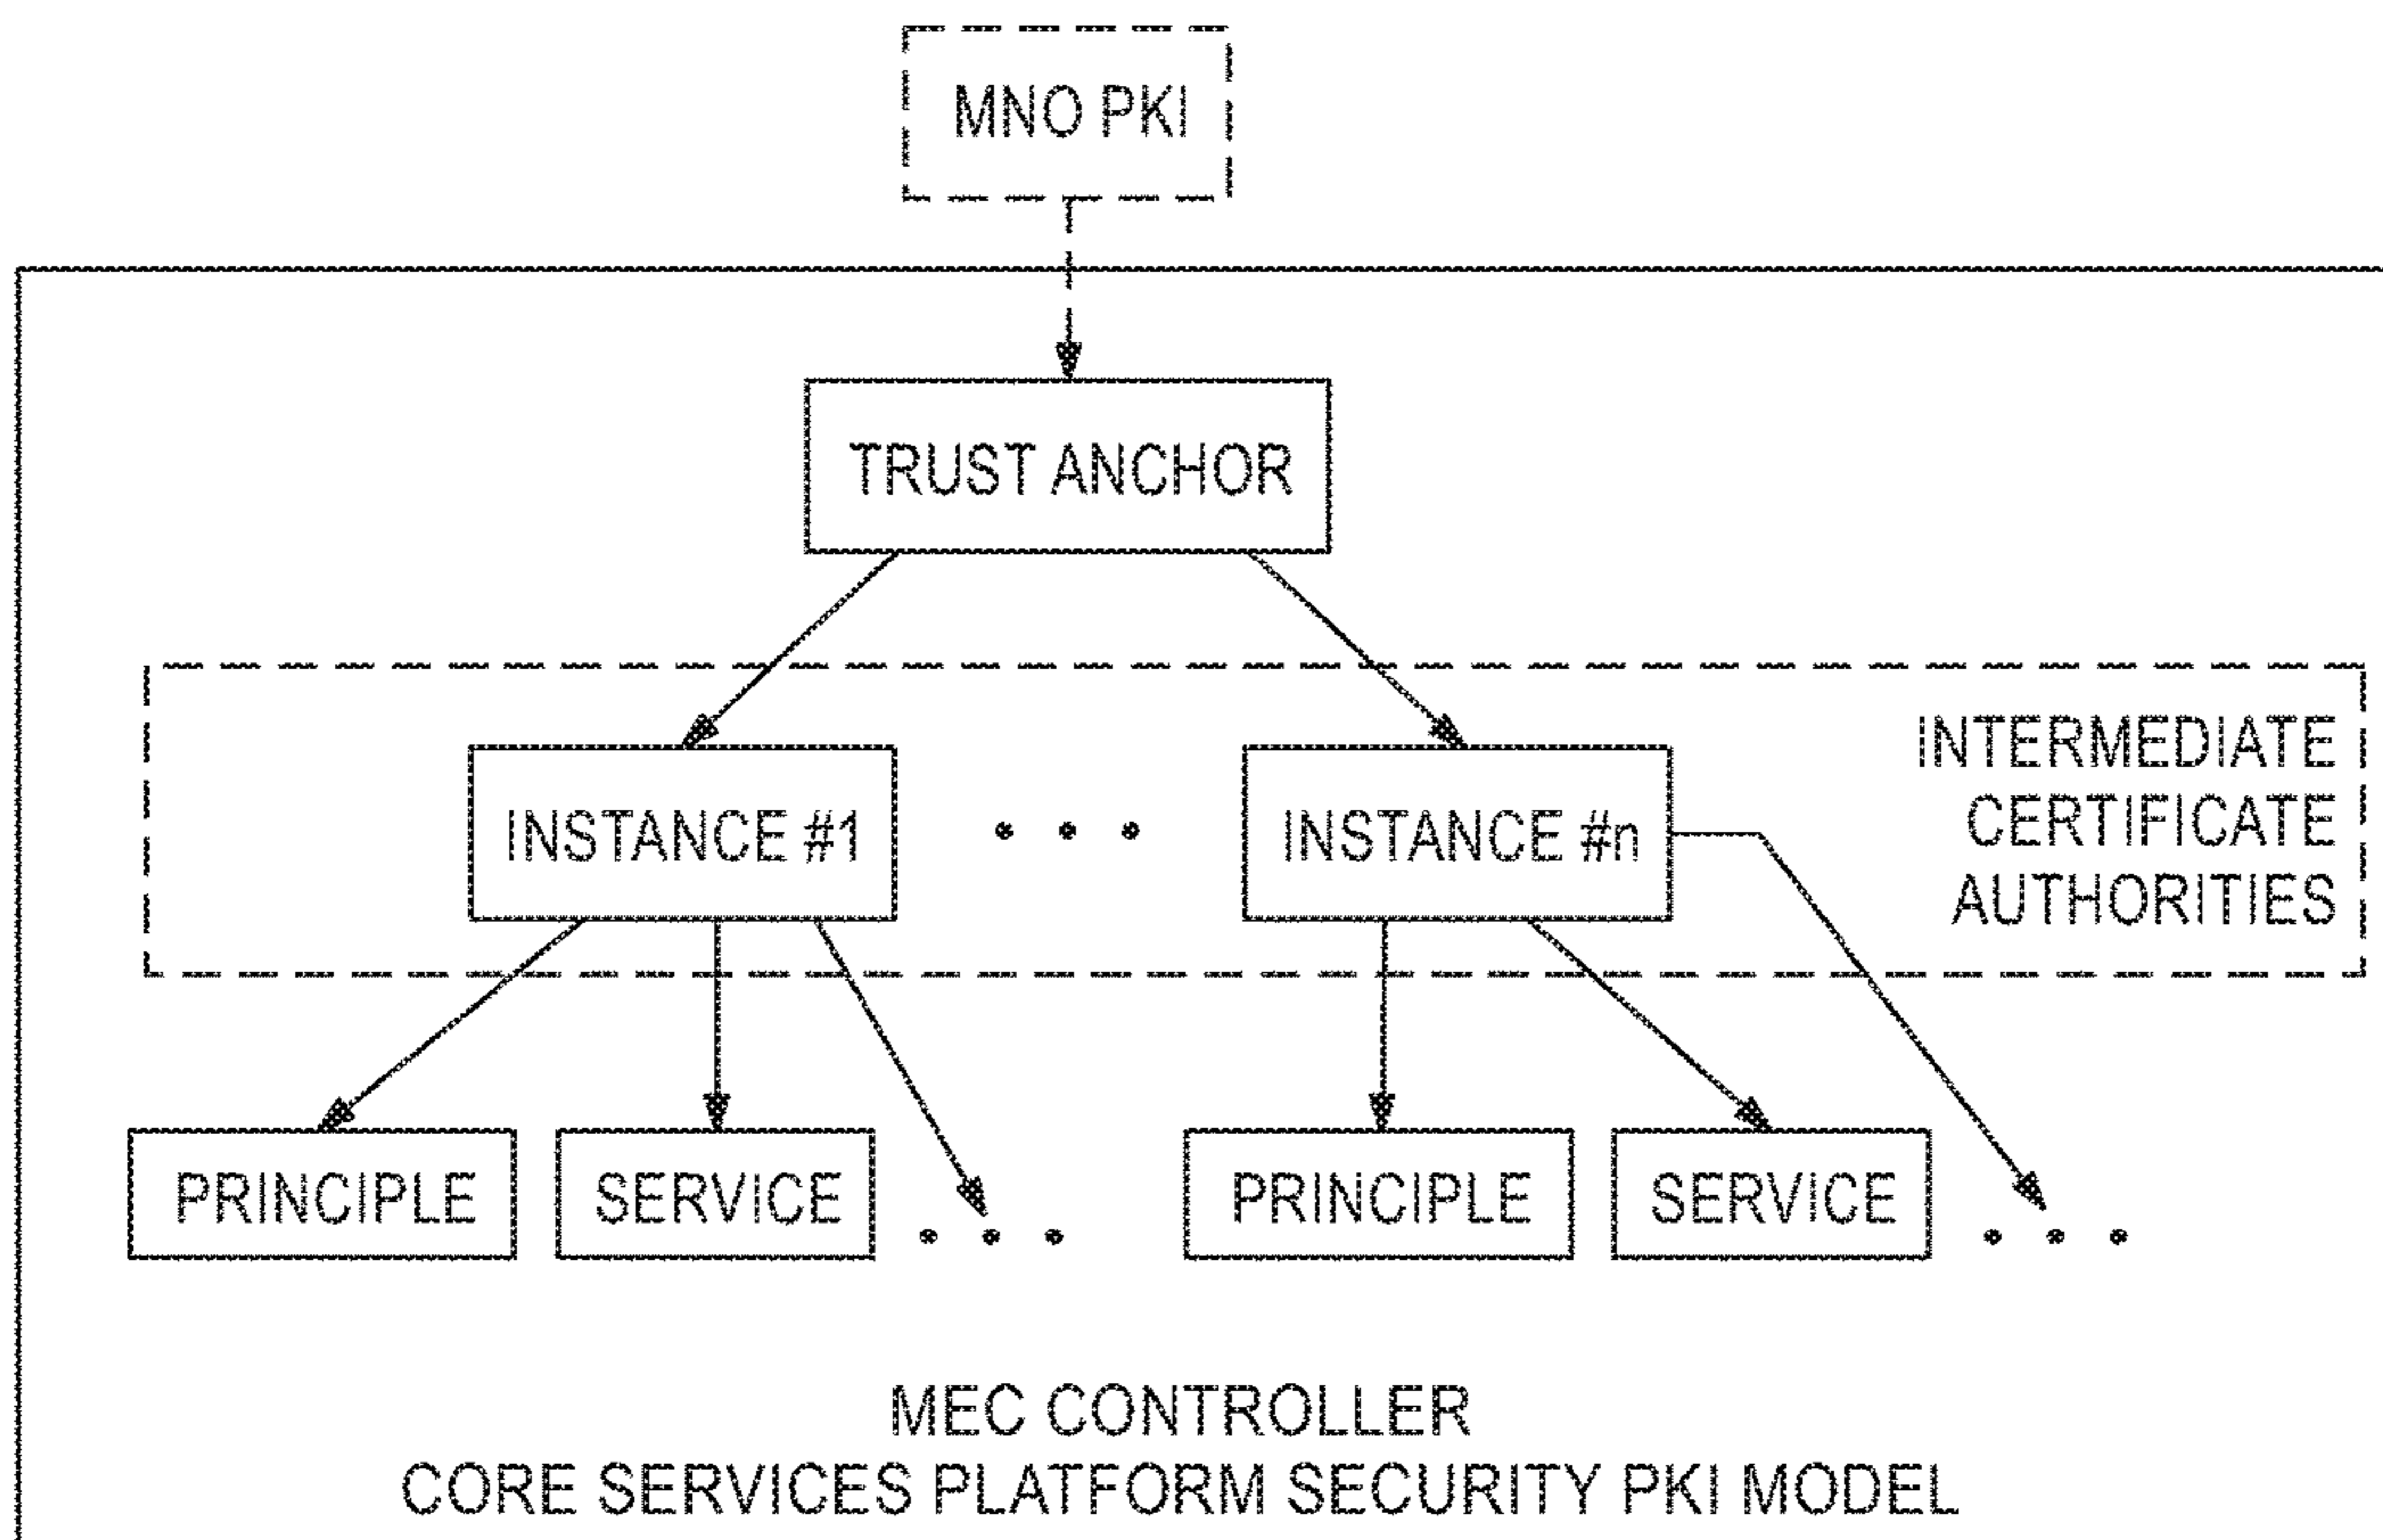 MNO PKI
TRUST ANCHOR
INTERMEDIATE
CERTIFICATE
AUTHORITIES
INSTANCE #1
INSTANCE #n
PRINCIPLE
SERVICE
PRINCIPLE
SERVICE
MEC CONTROLLER
CORE SERVICES PLATFORM SECURITY PKI MODEL